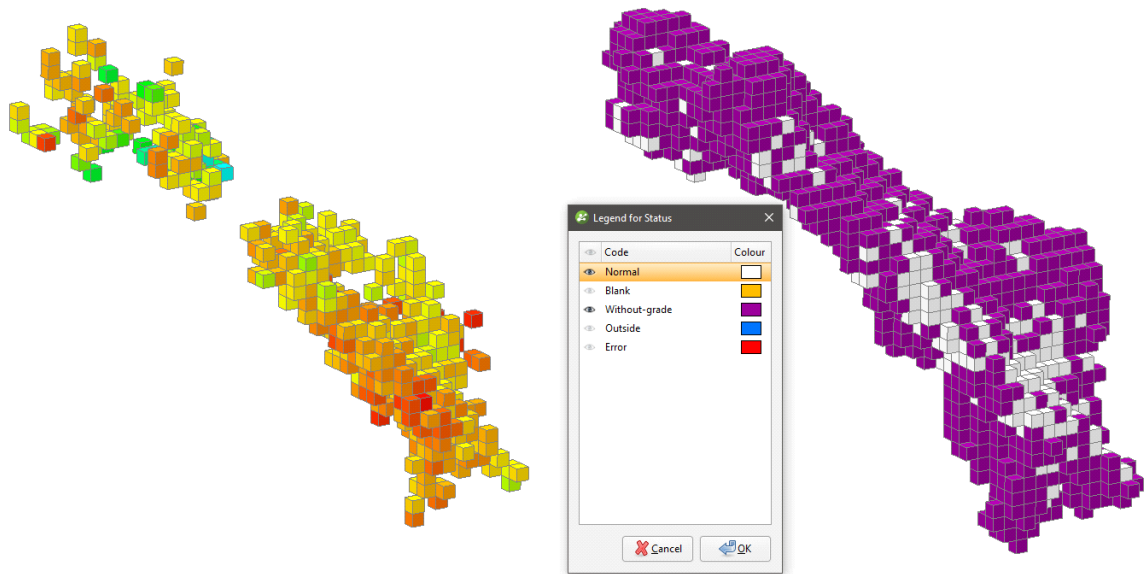 Legend for Status
Code Colour
Normal
Blank
Without-grade
Outside
Error
Cancel OK